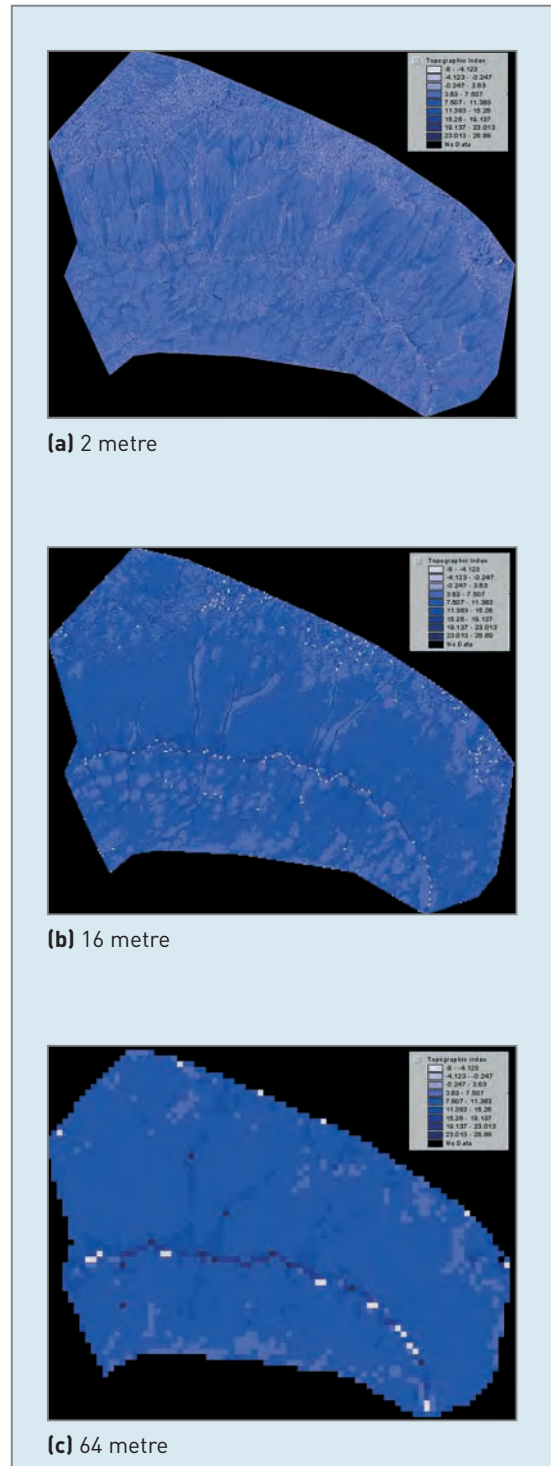 Topographic Index
-8 - -4.123
-4.123 - -0.247
-0.247 - 3.63
3.63 - 7.507
7.507 - 11.383
11.383 - 15.26
15.26 - 19.137
19.137 - 23.013
23.013 - 26.89
No Data
(a) 2 metre
Topographic Index
-8 - -4.123
-4.123 - -0.247
-0.247 - 3.63
3.63 - 7.507
7.507 - 11.383
11.383 - 15.26
15.26 - 19.137
19.137 - 23.013
23.013 - 26.89
No Data
(b) 16 metre
Topographic Index
-8 - -4.123
-4.123 - -0.247
-0.247 - 3.63
3.63 - 7.507
7.507 - 11.383
11.383 - 15.26
15.26 - 19.137
19.137 - 23.013
23.013 - 26.89
No Data
(c) 64 metre